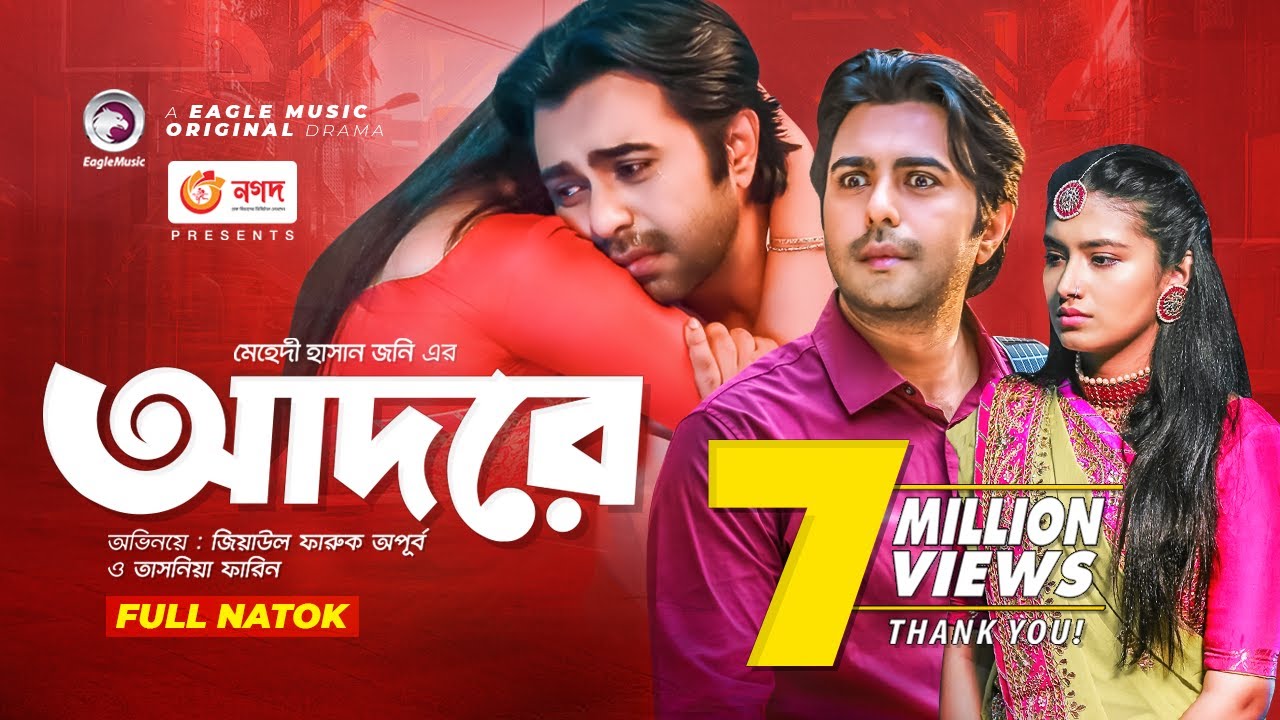 A EAGLE MUSIC
ORIGINAL DRAMA
EagleMusic
নগদ
PRESENTS
মেহেদী হাসান জনি এর
আদরে
অভিনয়ে : জিয়াউল ফারুক অপূর্ব
ও তাসনিয়া ফারিন
FULL NATOK
7 MILLION
VIEWS
THANK YOU!